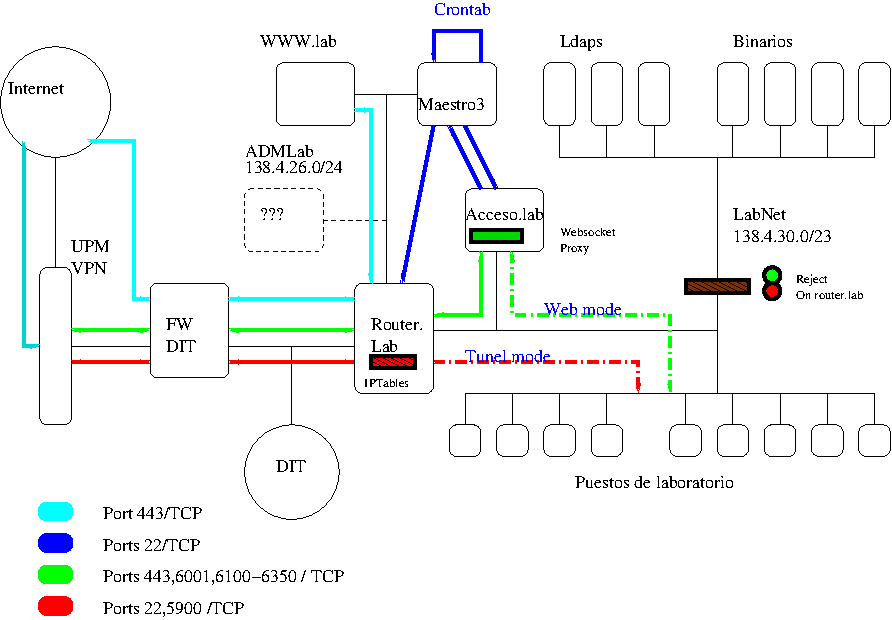 Crontab
WWW.lab
Ldaps
Binarios
Internet
Maestro3
ADMLab
138.4.26.0/24
???
Acceso.lab
Websocket
Proxy
LabNet
138.4.30.0/23
UPM
VPN
Reject
On router.lab
FW
DIT
Router.
Lab
IPTables
Web mode
Tunel mode
DIT
Puestos de laboratorio
Port 443/TCP
Ports 22/TCP
Ports 443,6001,6100−6350 / TCP
Ports 22,5900 /TCP